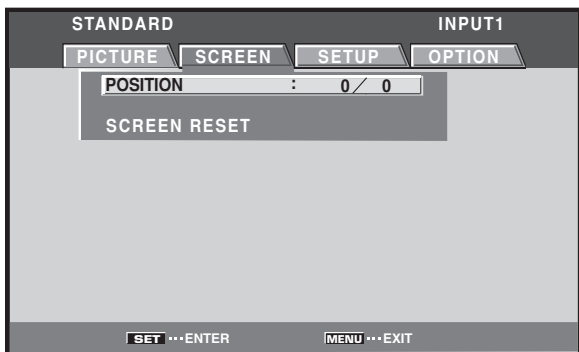 STANDARD INPUT1
PICTURE SCREEN SETUP OPTION
POSITION : 0/ 0
SCREEN RESET
SET ···ENTER MENU ···EXIT